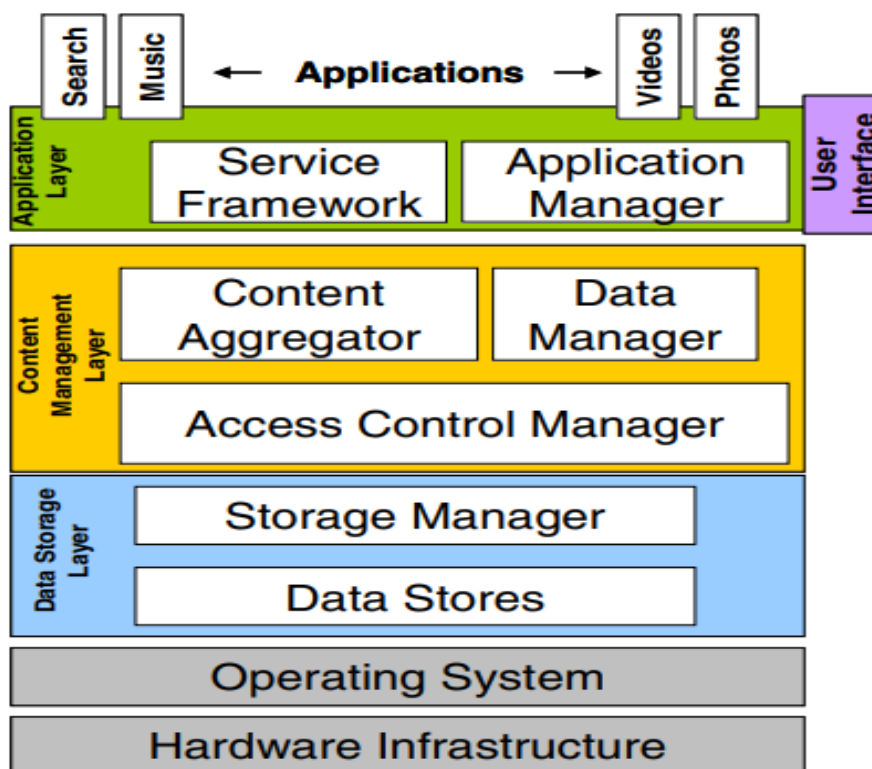 Search
Music
Applications
Videos
Photos
Application
Layer
Service
Framework
Application
Manager
User
Interface
Content
Management
Layer
Content
Aggregator
Data
Manager
Access Control Manager
Data Storage
Layer
Storage Manager
Data Stores
Operating System
Hardware Infrastructure